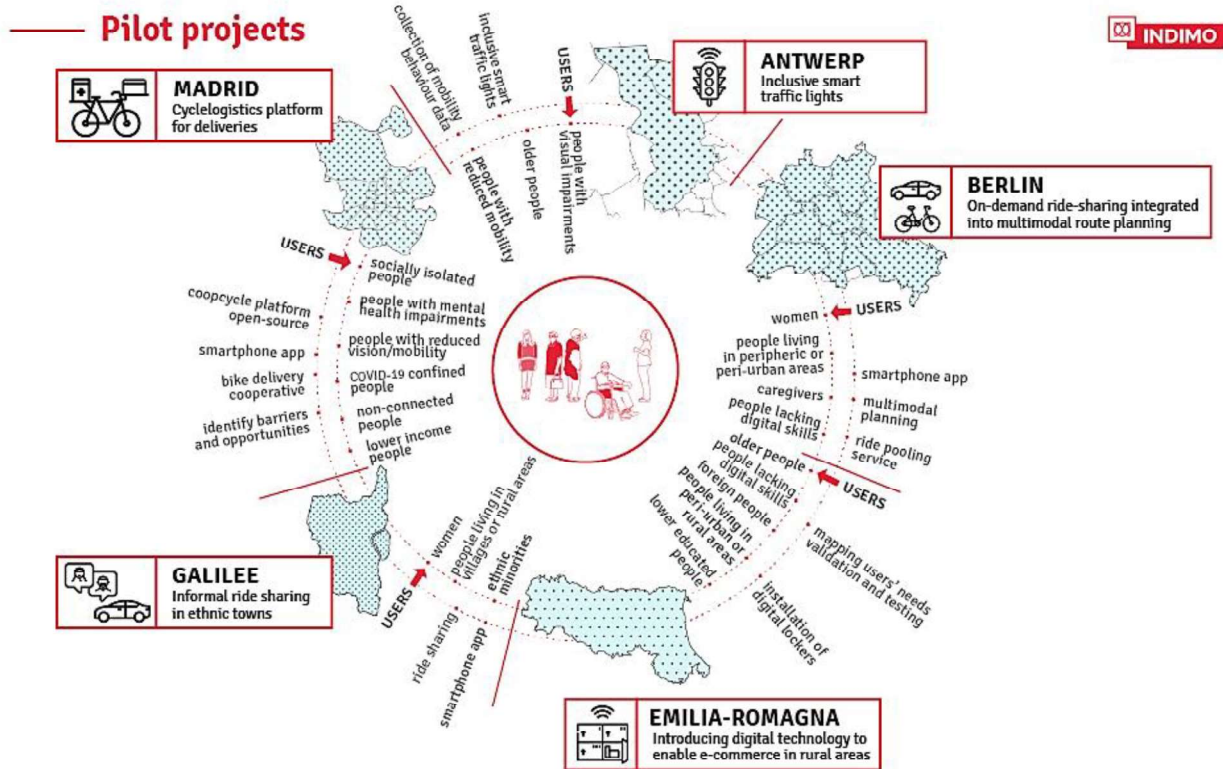 Pilot projects
INDIMO
MADRID
Cyclelogistics platform
for deliveries
ANTWERP
Inclusive smart
traffic lights
BERLIN
On-demand ride-sharing integrated
into multimodal route planning
GALILEE
Informal ride sharing
in ethnic towns
EMILIA-ROMAGNA
Introducing digital technology to
enable e-commerce in rural areas
collection of mobility
behaviour data
inclusive smart
traffic lights
USERS
people with
reduced mobility
older people
people with
visual impairments
USERS
women
people living
in peripheric or
peri-urban areas
caregivers
people lacking
digital skills
smartphone app
multimodal
planning
ride pooling
service
USERS
older people
people lacking
digital skills
foreign people
people living in
peri-urban or
rural areas
lower educated
people
mapping users' needs
validation and testing
installation of
digital lockers
USERS
women
people living in
villages or rural areas
ethnic
minorities
ride sharing
smartphone app
USERS
socially isolated
people
people with mental
health impairments
people with reduced
vision/mobility
COVID-19 confined
people
non-connected
people
lower income
people
coopcycle platform
open-source
smartphone app
bike delivery
cooperative
identify barriers
and opportunities